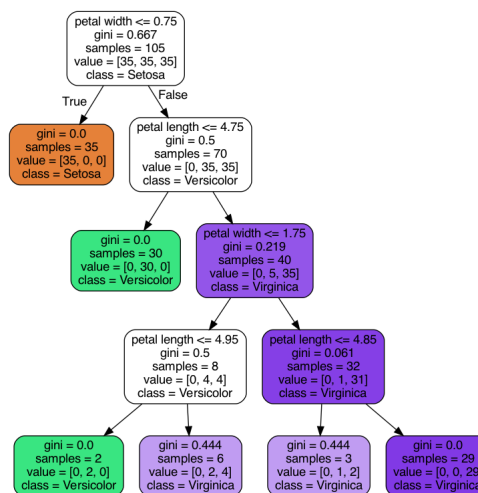 petal width <= 0.75
gini = 0.667
samples = 105
value = [35, 35, 35]
class = Setosa
True
False
gini = 0.0
samples = 35
value = [35, 0, 0]
class = Setosa
petal length <= 4.75
gini = 0.5
samples = 70
value = [0, 35, 35]
class = Versicolor
gini = 0.0
samples = 30
value = [0, 30, 0]
class = Versicolor
petal width <= 1.75
gini = 0.219
samples = 40
value = [0, 5, 35]
class = Virginica
petal length <= 4.95
gini = 0.5
samples = 8
value = [0, 4, 4]
class = Versicolor
petal length <= 4.85
gini = 0.061
samples = 32
value = [0, 1, 31]
class = Virginica
gini = 0.0
samples = 2
value = [0, 2, 0]
class = Versicolor
gini = 0.444
samples = 6
value = [0, 2, 4]
class = Virginica
gini = 0.444
samples = 3
value = [0, 1, 2]
class = Virginica
gini = 0.0
samples = 29
value = [0, 0, 29]
class = Virginica